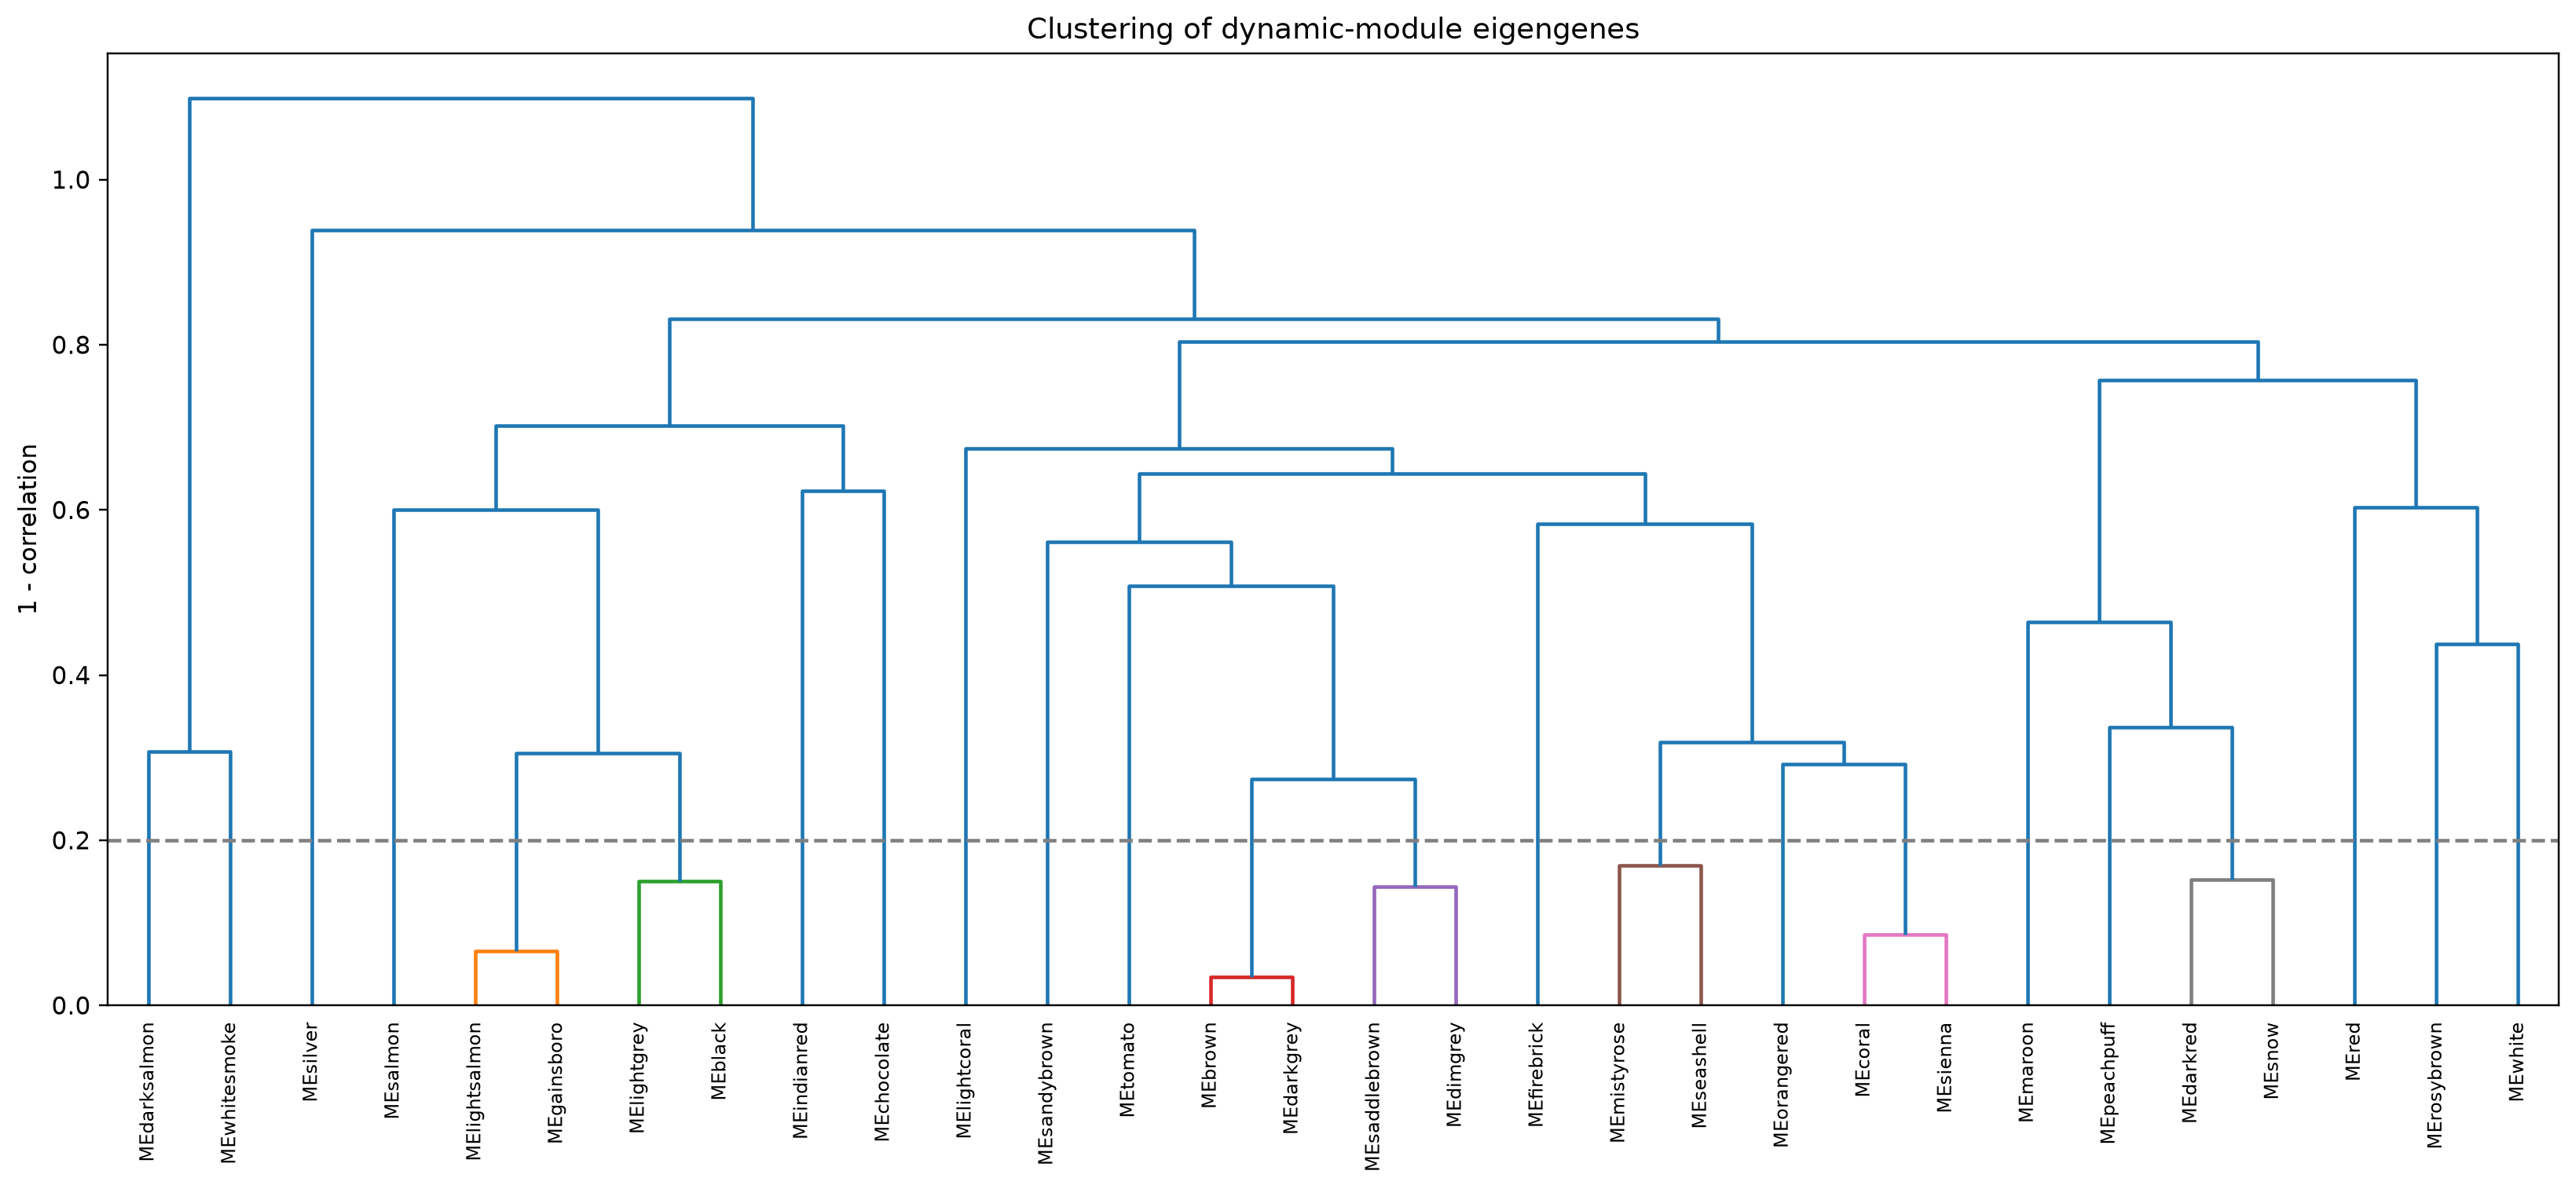 Clustering of dynamic-module eigengenes
1 - correlation
1.0
0.8
0.6
0.4
0.2
0.0
MEdarksalmon
MEwhitesmoke
MEsilver
MEsalmon
MElightsalmon
MEgainsboro
MElightgrey
MEblack
MEindianred
MEchocolate
MElightcoral
MEsandybrown
MEtomato
MEbrown
MEdarkgrey
MEsaddlebrown
MEdimgrey
MEfirebrick
MEmistyrose
MEseashell
MEorangered
MEcoral
MEsienna
MEmaroon
MEpeachpuff
MEdarkred
MEsnow
MEred
MErosybrown
MEwhite